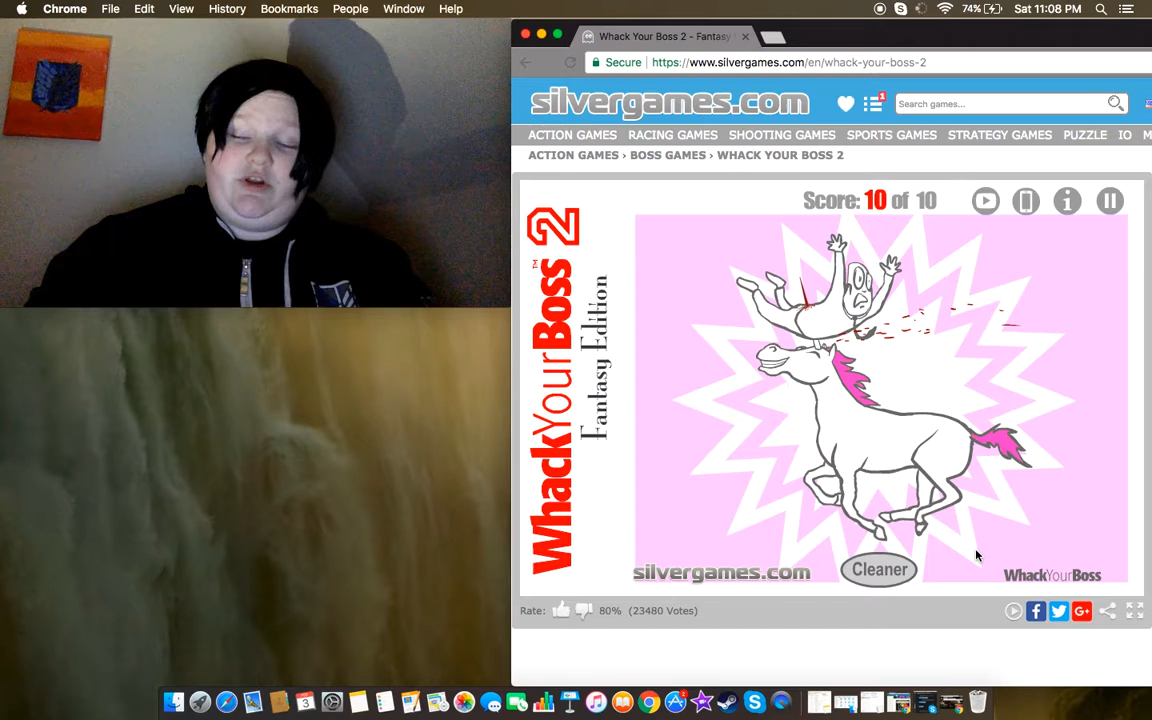 Chrome File Edit View History Bookmarks People Window Help 74% Sat 11:08 PM
Whack Your Boss 2 - Fantasy
Secure https://www.silvergames.com/en/whack-your-boss-2
silvergames.com 1 Search games...
ACTION GAMES RACING GAMES SHOOTING GAMES SPORTS GAMES STRATEGY GAMES PUZZLE IO M
ACTION GAMES › BOSS GAMES › WHACK YOUR BOSS 2
Score: 10 of 10
WhackYourBoss™ 2
Fantasy Edition
silvergames.com Cleaner WhackYourBoss
Rate: 80% (23480 Votes) G+